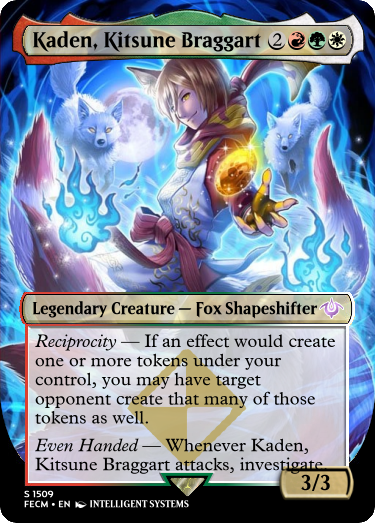 Kaden, Kitsune Braggart 2
Legendary Creature — Fox Shapeshifter
Reciprocity — If an effect would create
one or more tokens under your
control, you may have target
opponent create that many of those
tokens as well.
Even Handed — Whenever Kaden,
Kitsune Braggart attacks, investigate.
3/3
S 1509
FECM • EN INTELLIGENT SYSTEMS